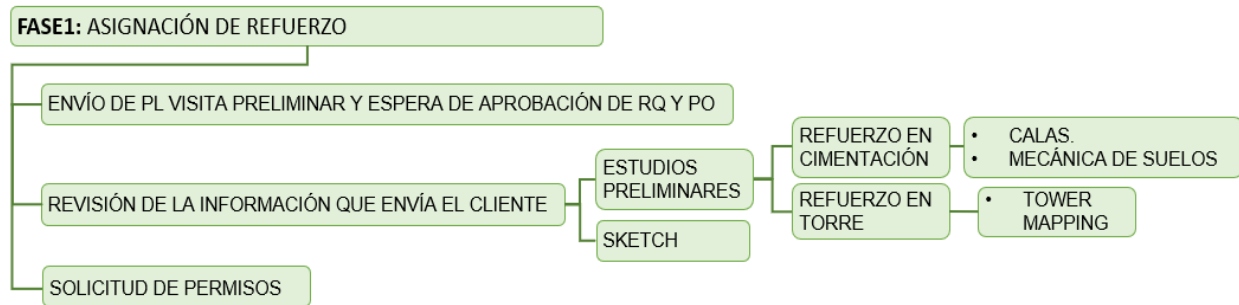 FASE1: ASIGNACIÓN DE REFUERZO
ENVÍO DE PL VISITA PRELIMINAR Y ESPERA DE APROBACIÓN DE RQ Y PO
REVISIÓN DE LA INFORMACIÓN QUE ENVÍA EL CLIENTE
ESTUDIOS
PRELIMINARES
REFUERZO EN
CIMENTACIÓN
• CALAS.
• MECÁNICA DE SUELOS
REFUERZO EN
TORRE
• TOWER
MAPPING
SKETCH
SOLICITUD DE PERMISOS